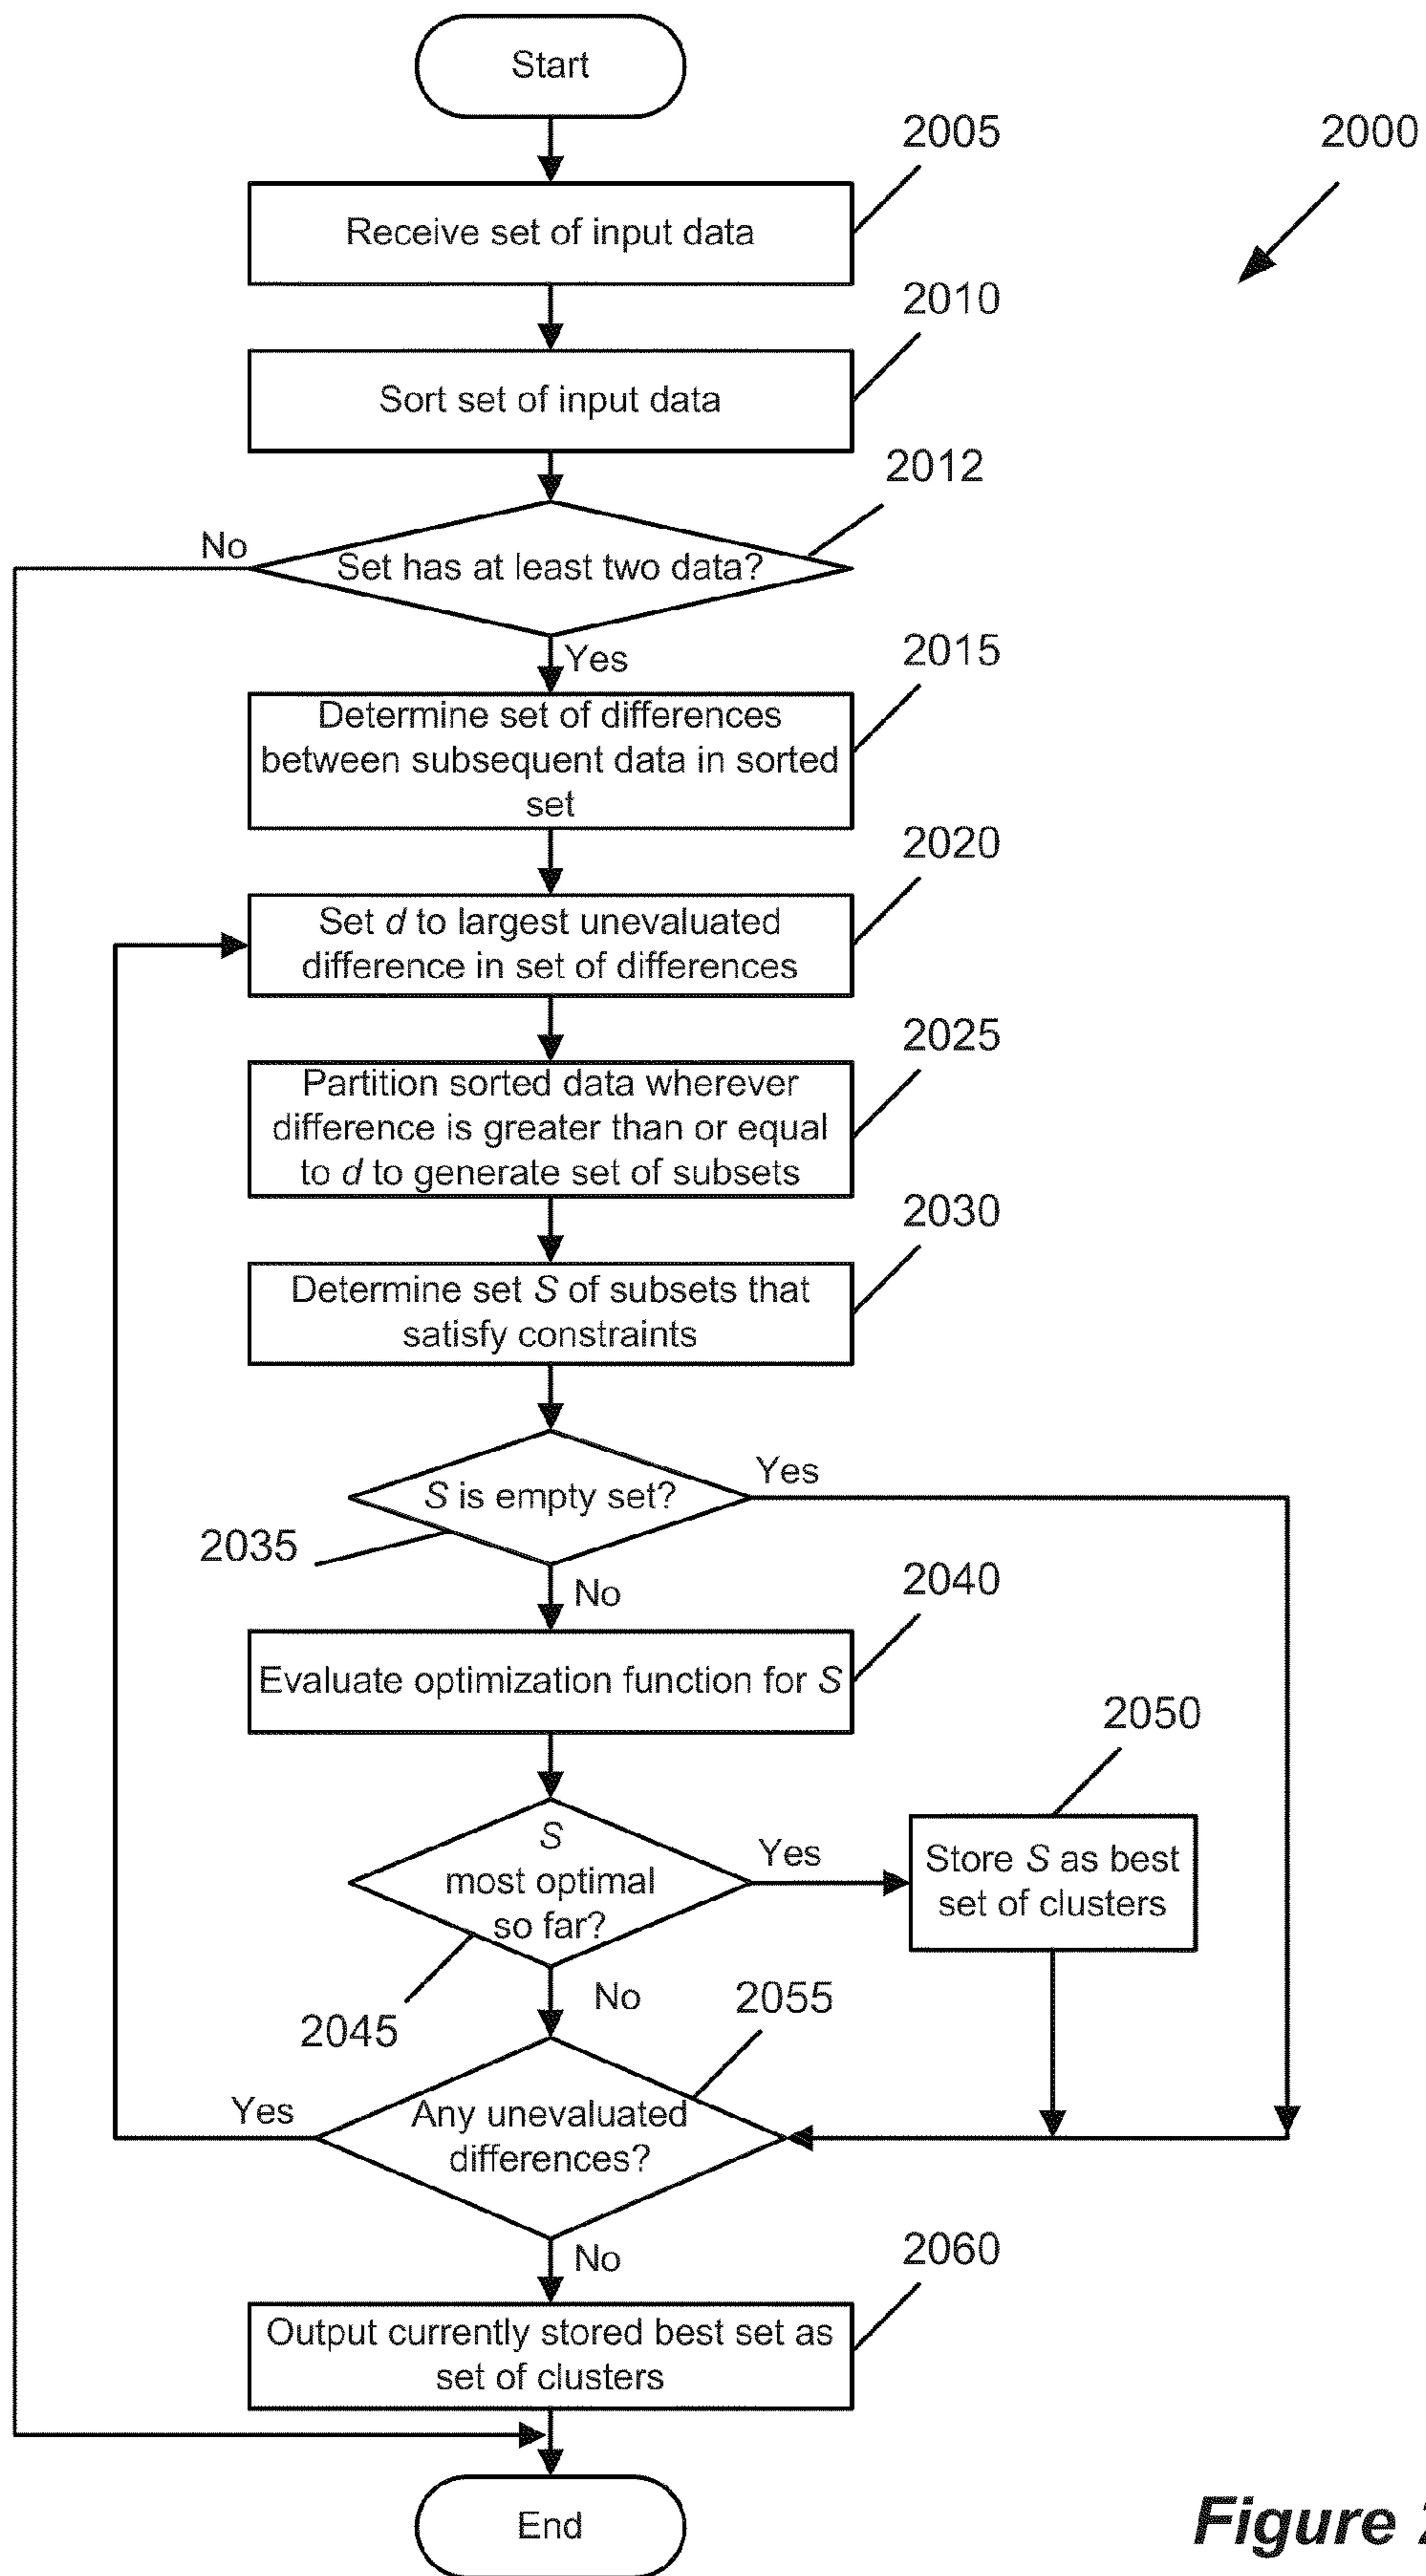 Start
2005
2000
Receive set of input data
2010
Sort set of input data
2012
No
Set has at least two data?
Yes
2015
Determine set of differences
between subsequent data in sorted
set
2020
Set d to largest unevaluated
difference in set of differences
2025
Partition sorted data wherever
difference is greater than or equal
to d to generate set of subsets
2030
Determine set S of subsets that
satisfy constraints
Yes
S is empty set?
2035
No
2040
Evaluate optimization function for S
2050
S
most optimal
so far?
Yes
Store S as best
set of clusters
No
2055
2045
Yes
Any unevaluated
differences?
No
2060
Output currently stored best set as
set of clusters
End
Figure